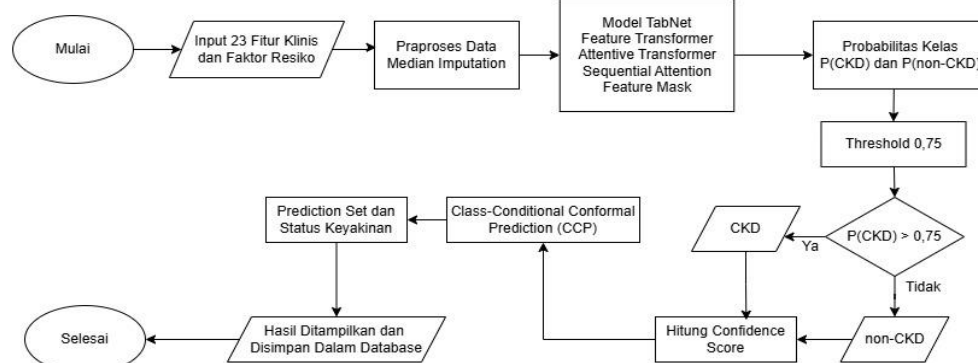 Mulai
Input 23 Fitur Klinis
dan Faktor Resiko
Praproses Data
Median Imputation
Model TabNet
Feature Transformer
Attentive Transformer
Sequential Attention
Feature Mask
Probabilitas Kelas
P(CKD) dan P(non-CKD)
Threshold 0,75
P(CKD) > 0,75
Ya
Tidak
CKD
non-CKD
Hitung Confidence
Score
Class-Conditional Conformal
Prediction (CCP)
Prediction Set dan
Status Keyakinan
Hasil Ditampilkan dan
Disimpan Dalam Database
Selesai